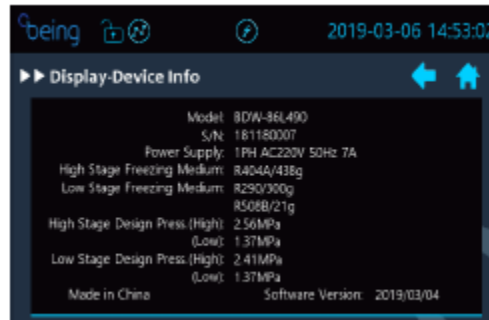 being 2019-03-06 14:53:02
▶▶ Display-Device Info
Model: BDW-86L490
S/N: 181180007
Power Supply: 1PH AC220V 50Hz 7A
High Stage Freezing Medium: R404A/438g
Low Stage Freezing Medium: R290/300g
R508B/21g
High Stage Design Press.(High): 2.56MPa
(Low): 1.37MPa
Low Stage Design Press.(High): 2.41MPa
(Low): 1.37MPa
Made in China Software Version: 2019/03/04